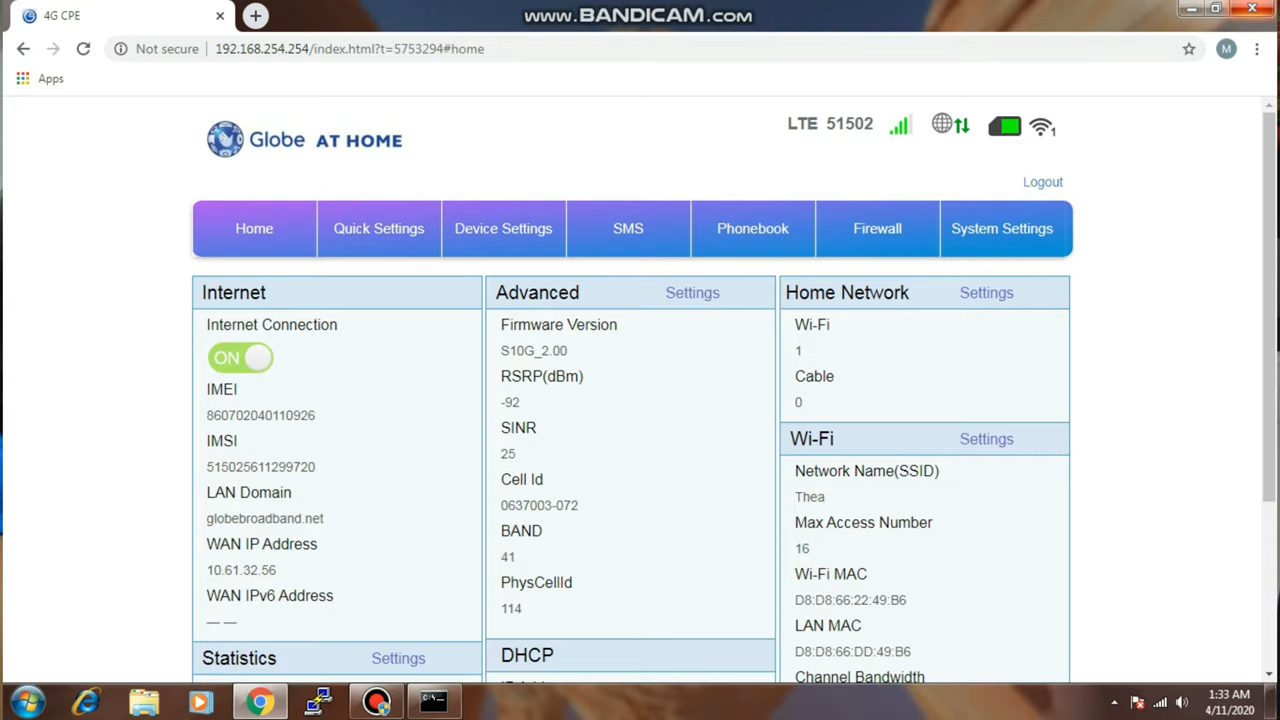 4G CPE
www.BANDICAM.com
Not secure
192.168.254.254/index.html?t=5753294#home
M
Apps
Globe AT HOME
LTE 51502
1
Logout
Home
Quick Settings
Device Settings
SMS
Phonebook
Firewall
System Settings
Internet
Internet Connection
ON
IMEI
860702040110926
IMSI
515025611299720
LAN Domain
globebroadband.net
WAN IP Address
10.61.32.56
WAN IPv6 Address
— —
Statistics
Settings
Advanced
Settings
Firmware Version
S10G_2.00
RSRP(dBm)
-92
SINR
25
Cell Id
0637003-072
BAND
41
PhysCellId
114
DHCP
Home Network
Settings
Wi-Fi
1
Cable
0
Wi-Fi
Settings
Network Name(SSID)
Thea
Max Access Number
16
Wi-Fi MAC
D8:D8:66:22:49:B6
LAN MAC
D8:D8:66:DD:49:B6
Channel Bandwidth
1:33 AM
4/11/2020